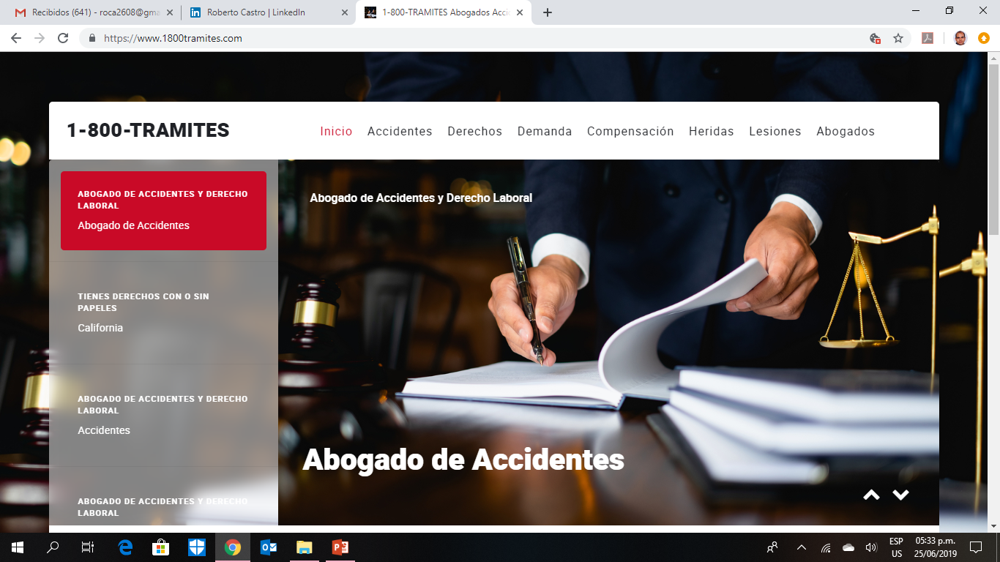 Recibidos (641) - roca2608@gma
Roberto Castro | LinkedIn
1-800-TRAMITES Abogados Acci
https://www.1800tramites.com
1-800-TRAMITES
Inicio Accidentes Derechos Demanda Compensación Heridas Lesiones Abogados
ABOGADO DE ACCIDENTES Y DERECHO
LABORAL
Abogado de Accidentes
TIENES DERECHOS CON O SIN
PAPELES
California
ABOGADO DE ACCIDENTES Y DERECHO
LABORAL
Accidentes
ABOGADO DE ACCIDENTES Y DERECHO
LABORAL
Abogado de Accidentes y Derecho Laboral
Abogado de Accidentes
ESP
US
05:33 p.m.
25/06/2019